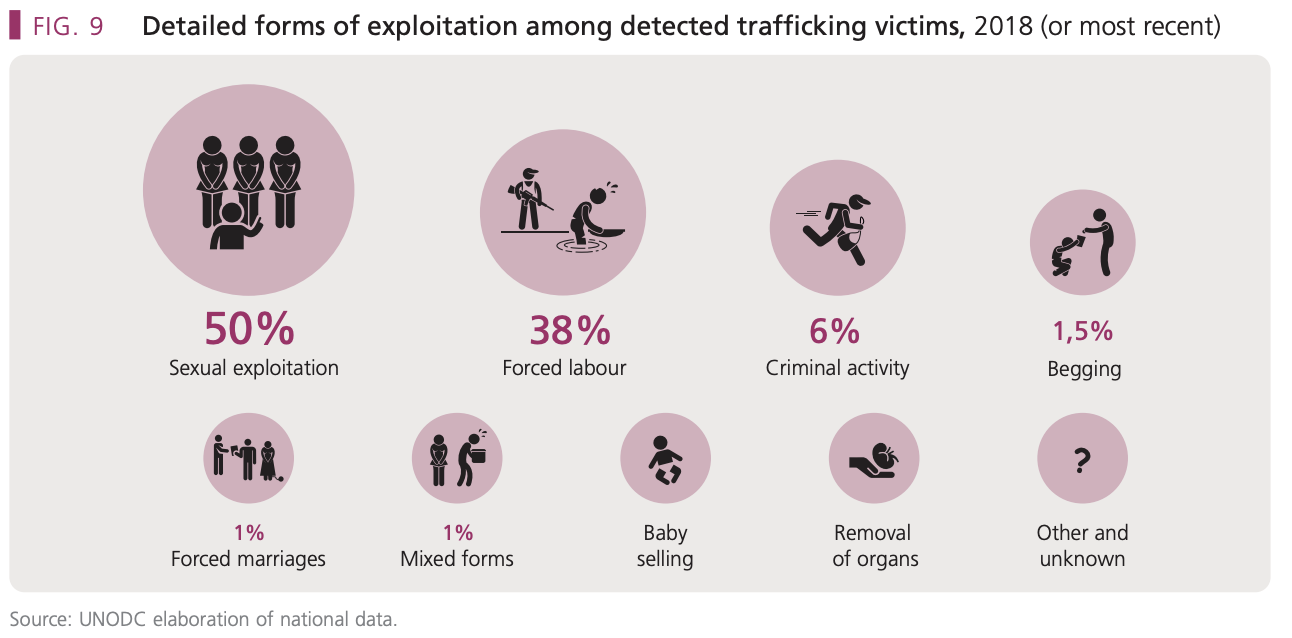 FIG. 9 Detailed forms of exploitation among detected trafficking victims, 2018 (or most recent)
50%
Sexual exploitation
38%
Forced labour
6%
Criminal activity
1,5%
Begging
1%
Forced marriages
1%
Mixed forms
Baby
selling
Removal
of organs
?
Other and
unknown
Source: UNODC elaboration of national data.